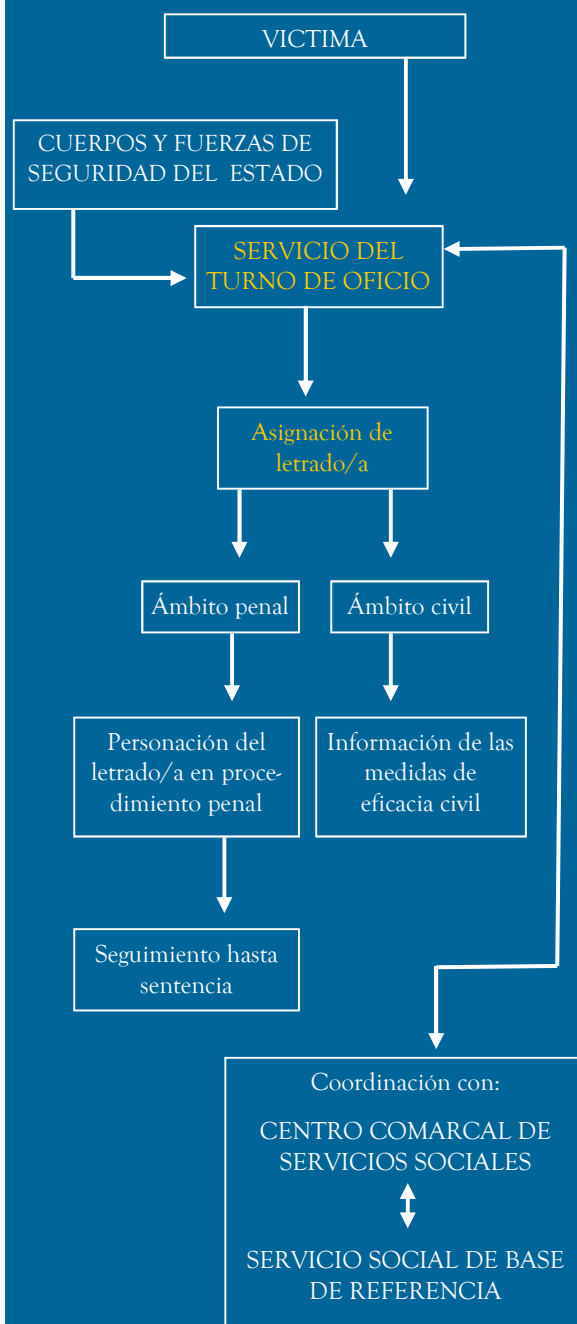 VICTIMA
CUERPOS Y FUERZAS DE
SEGURIDAD DEL ESTADO
SERVICIO DEL
TURNO DE OFICIO
Asignación de
letrado/a
Ámbito penal
Ámbito civil
Personación del
letrado/a en proce-
dimiento penal
Información de las
medidas de
eficacia civil
Seguimiento hasta
sentencia
Coordinación con:
CENTRO COMARCAL DE
SERVICIOS SOCIALES
SERVICIO SOCIAL DE BASE
DE REFERENCIA